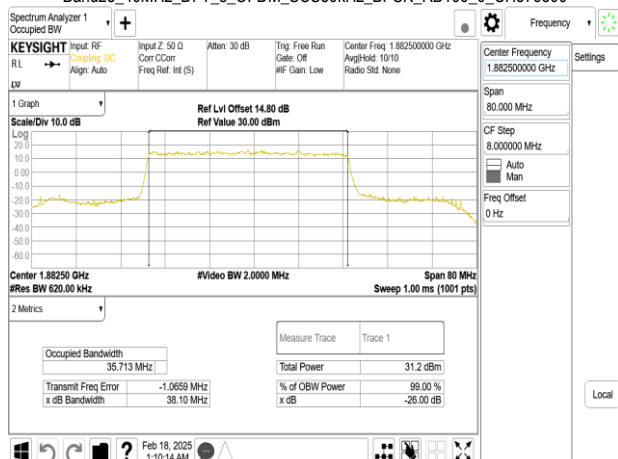 Spectrum Analyzer 1
Occupied BW
Frequency
KEYSIGHT
RL
Input: RF
Coupling: DC
Align: Auto
Input Z: 50 Ω
Corr CCorr
Freq Ref: Int (S)
Atten: 30 dB
Trig: Free Run
Gate: Off
#IF Gain: Low
Center Freq: 1.882500000 GHz
Avg|Hold: 10/10
Radio Std: None
LXI
Center Frequency
1.882500000 GHz
Settings
Span
80.000 MHz
CF Step
8.000000 MHz
Auto
Man
Freq Offset
0 Hz
Local
1 Graph
Scale/Div 10.0 dB
Ref Lvl Offset 14.80 dB
Ref Value 30.00 dBm
Log
20.0
10.0
0.00
-10.0
-20.0
-30.0
-40.0
-50.0
-60.0
Center 1.88250 GHz
#Video BW 2.0000 MHz
Span 80 MHz
#Res BW 620.00 kHz
Sweep 1.00 ms (1001 pts)
2 Metrics
Measure Trace
Trace 1
Occupied Bandwidth
35.713 MHz
Total Power
31.2 dBm
Transmit Freq Error
-1.0659 MHz
% of OBW Power
99.00 %
x dB Bandwidth
38.10 MHz
x dB
-26.00 dB
Feb 18, 2025
1:10:14 AM